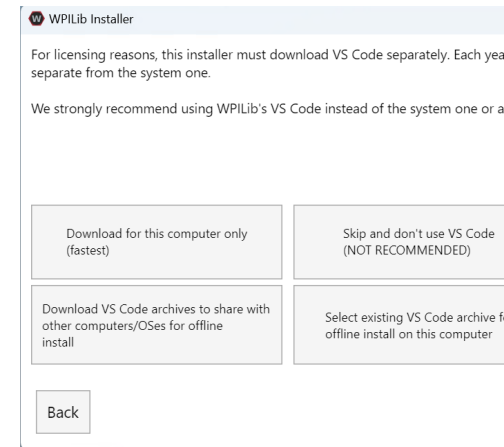 WPILib Installer
For licensing reasons, this installer must download VS Code separately. Each yea
separate from the system one.
We strongly recommend using WPILib's VS Code instead of the system one or a
Download for this computer only
(fastest)
Skip and don't use VS Code
(NOT RECOMMENDED)
Download VS Code archives to share with
other computers/OSes for offline
install
Select existing VS Code archive f
offline install on this computer
Back